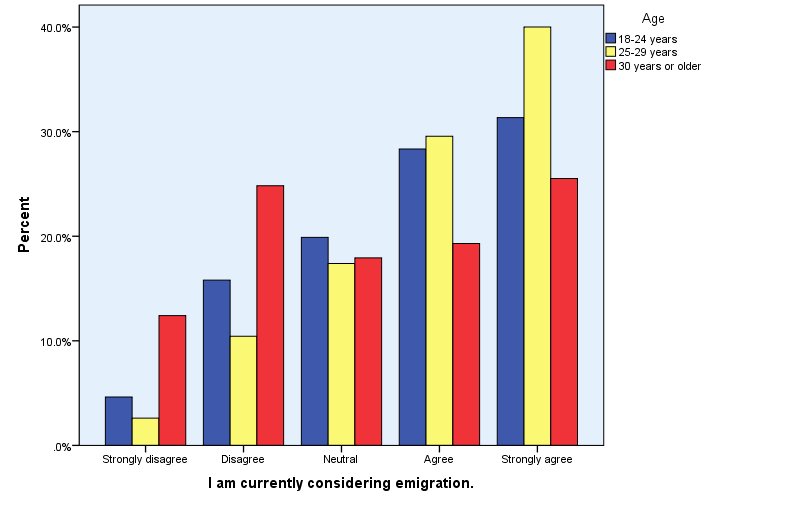 Age
18-24 years
25-29 years
30 years or older
Percent
40.0%
30.0%
20.0%
10.0%
.0%
Strongly disagree
Disagree
Neutral
Agree
Strongly agree
I am currently considering emigration.